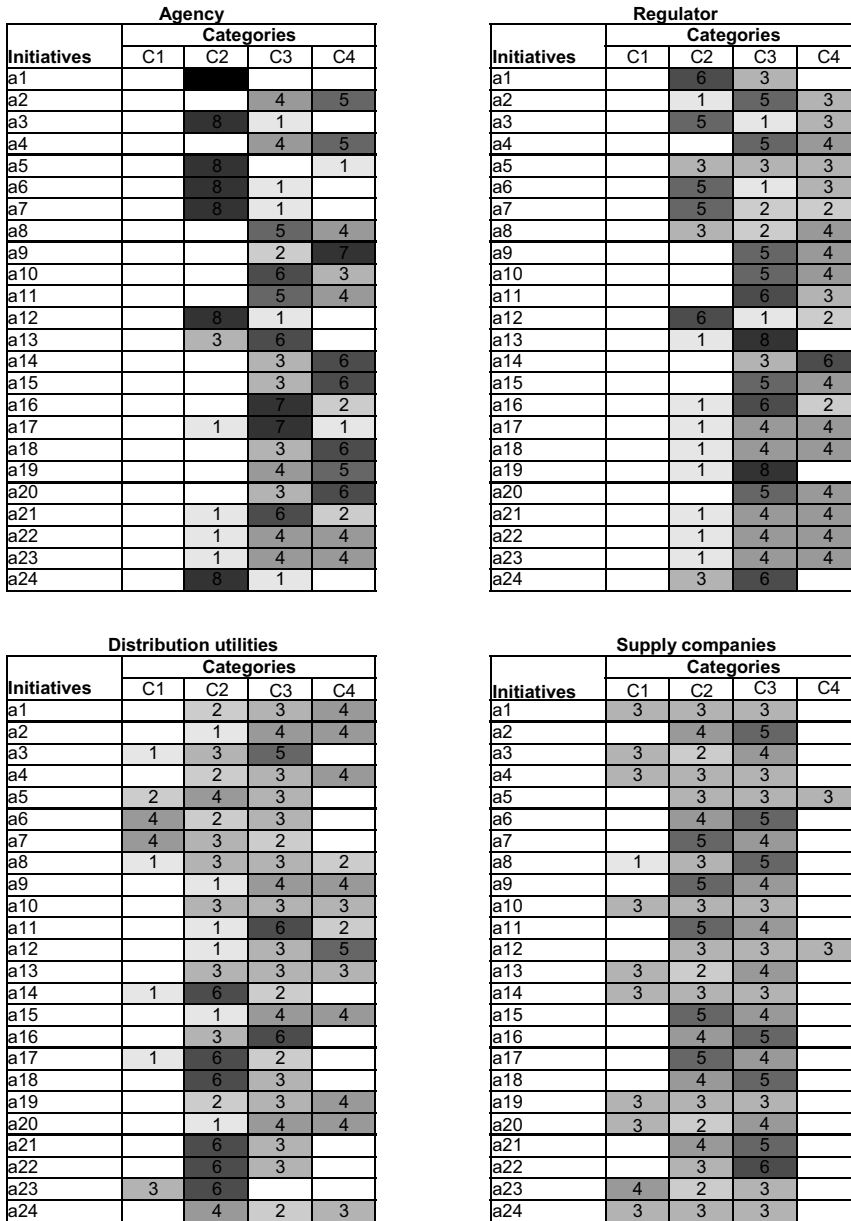 Agency
Categories
Initiatives C1 C2 C3 C4
a1
a2 4 5
a3 8 1
a4 4 5
a5 8 1
a6 8 1
a7 8 1
a8 5 4
a9 2 7
a10 6 3
a11 5 4
a12 8 1
a13 3 6
a14 3 6
a15 3 6
a16 7 2
a17 1 7 1
a18 3 6
a19 4 5
a20 3 6
a21 1 6 2
a22 1 4 4
a23 1 4 4
a24 8 1
Regulator
Categories
Initiatives C1 C2 C3 C4
a1 6 3
a2 1 5 3
a3 5 1 3
a4 5 4
a5 3 3 3
a6 5 1 3
a7 5 2 2
a8 3 2 4
a9 5 4
a10 5 4
a11 6 3
a12 6 1 2
a13 1 8
a14 3 6
a15 5 4
a16 1 6 2
a17 1 4 4
a18 1 4 4
a19 1 8
a20 5 4
a21 1 4 4
a22 1 4 4
a23 1 4 4
a24 3 6
Distribution utilities
Categories
Initiatives C1 C2 C3 C4
a1 2 3 4
a2 1 4 4
a3 1 3 5
a4 2 3 4
a5 2 4 3
a6 4 2 3
a7 4 3 2
a8 1 3 3 2
a9 1 4 4
a10 3 3 3
a11 1 6 2
a12 1 3 5
a13 3 3 3
a14 1 6 2
a15 1 4 4
a16 3 6
a17 1 6 2
a18 6 3
a19 2 3 4
a20 1 4 4
a21 6 3
a22 6 3
a23 3 6
a24 4 2 3
Supply companies
Categories
Initiatives C1 C2 C3 C4
a1 3 3 3
a2 4 5
a3 3 2 4
a4 3 3 3
a5 3 3 3
a6 4 5
a7 5 4
a8 1 3 5
a9 5 4
a10 3 3 3
a11 5 4
a12 3 3 3
a13 3 2 4
a14 3 3 3
a15 5 4
a16 4 5
a17 5 4
a18 4 5
a19 3 3 3
a20 3 2 4
a21 4 5
a22 3 6
a23 4 2 3
a24 3 3 3